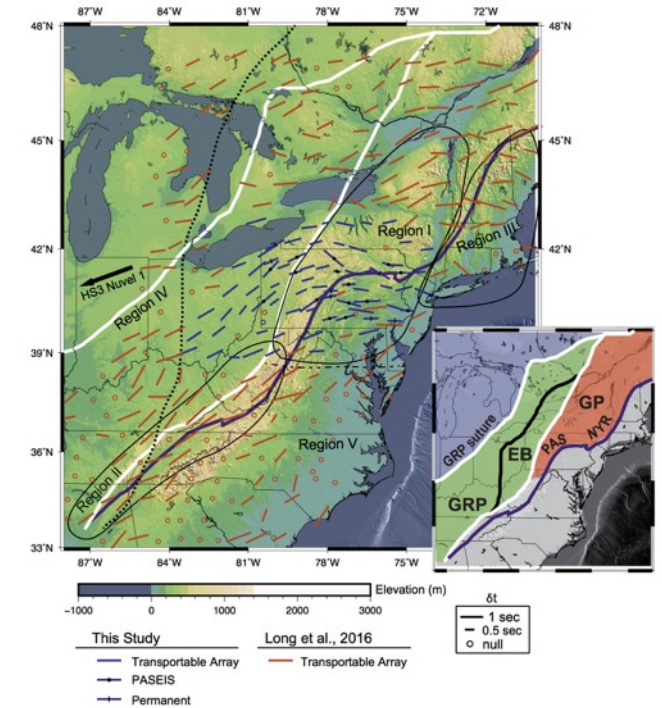 87°W 84°W 81°W 78°W 75°W 72°W
48°N 48°N
45°N 45°N
42°N 42°N
39°N
36°N
33°N
Region I
Region III
HS3 Nuvel 1
Region IV
Region V
Region II
87°W 84°W 81°W 78°W 75°W
GRP suture
GP
PAS
NYR
EB
GRP
Elevation (m)
-1000 0 1000 2000 3000
δt
1 sec
0.5 sec
null
This Study Long et al., 2016
Transportable Array Transportable Array
PASEIS
Permanent